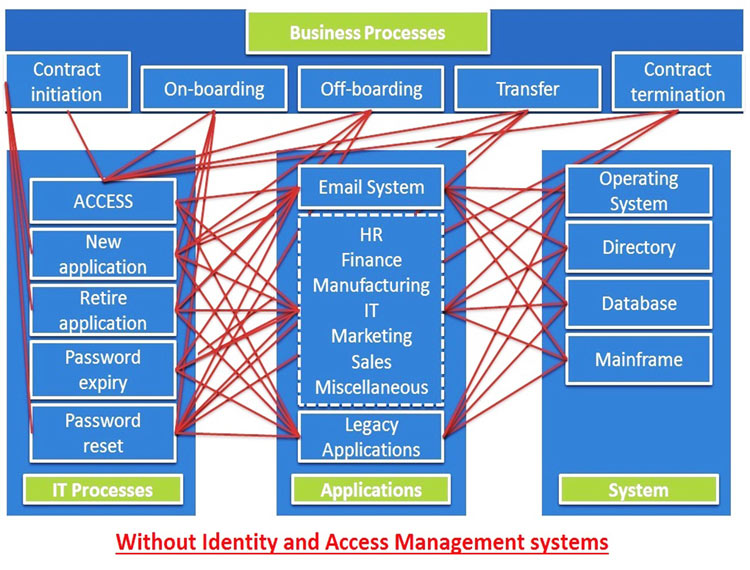 Business Processes
Contract
initiation
On-boarding
Off-boarding
Transfer
Contract
termination
ACCESS
New
application
Retire
application
Password
expiry
Password
reset
IT Processes
Email System
HR
Finance
Manufacturing
IT
Marketing
Sales
Miscellaneous
Legacy
Applications
Applications
Operating
System
Directory
Database
Mainframe
System
Without Identity and Access Management systems